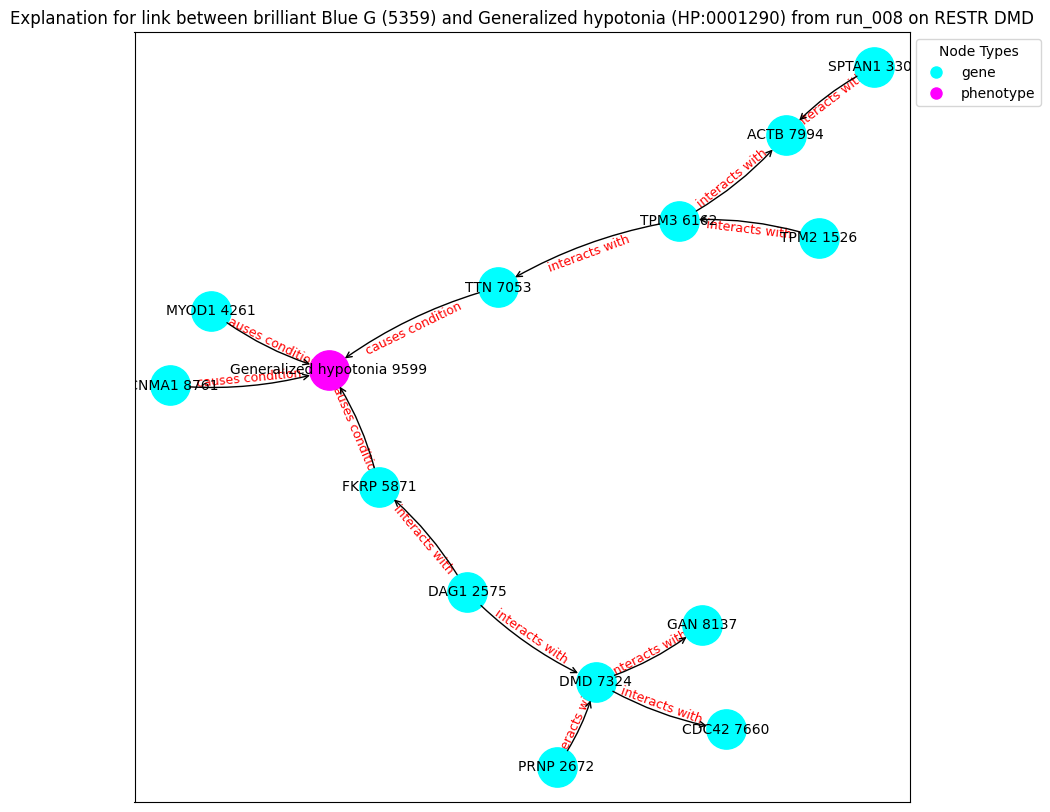 Explanation for link between brilliant Blue G (5359) and Generalized hypotonia (HP:0001290) from run_008 on RESTR DMD
Node Types
gene
phenotype
SPTAN1 330
interacts with
ACTB 7994
interacts with
TPM3 6162
interacts with
TPM2 1526
interacts with
TTN 7053
MYOD1 4261
causes condition
causes condition
Generalized hypotonia 9599
CNMA1 8761
causes condition
causes condition
FKRP 5871
interacts with
DAG1 2575
interacts with
GAN 8137
interacts with
DMD 7324
interacts with
CDC42 7660
PRNP 2672